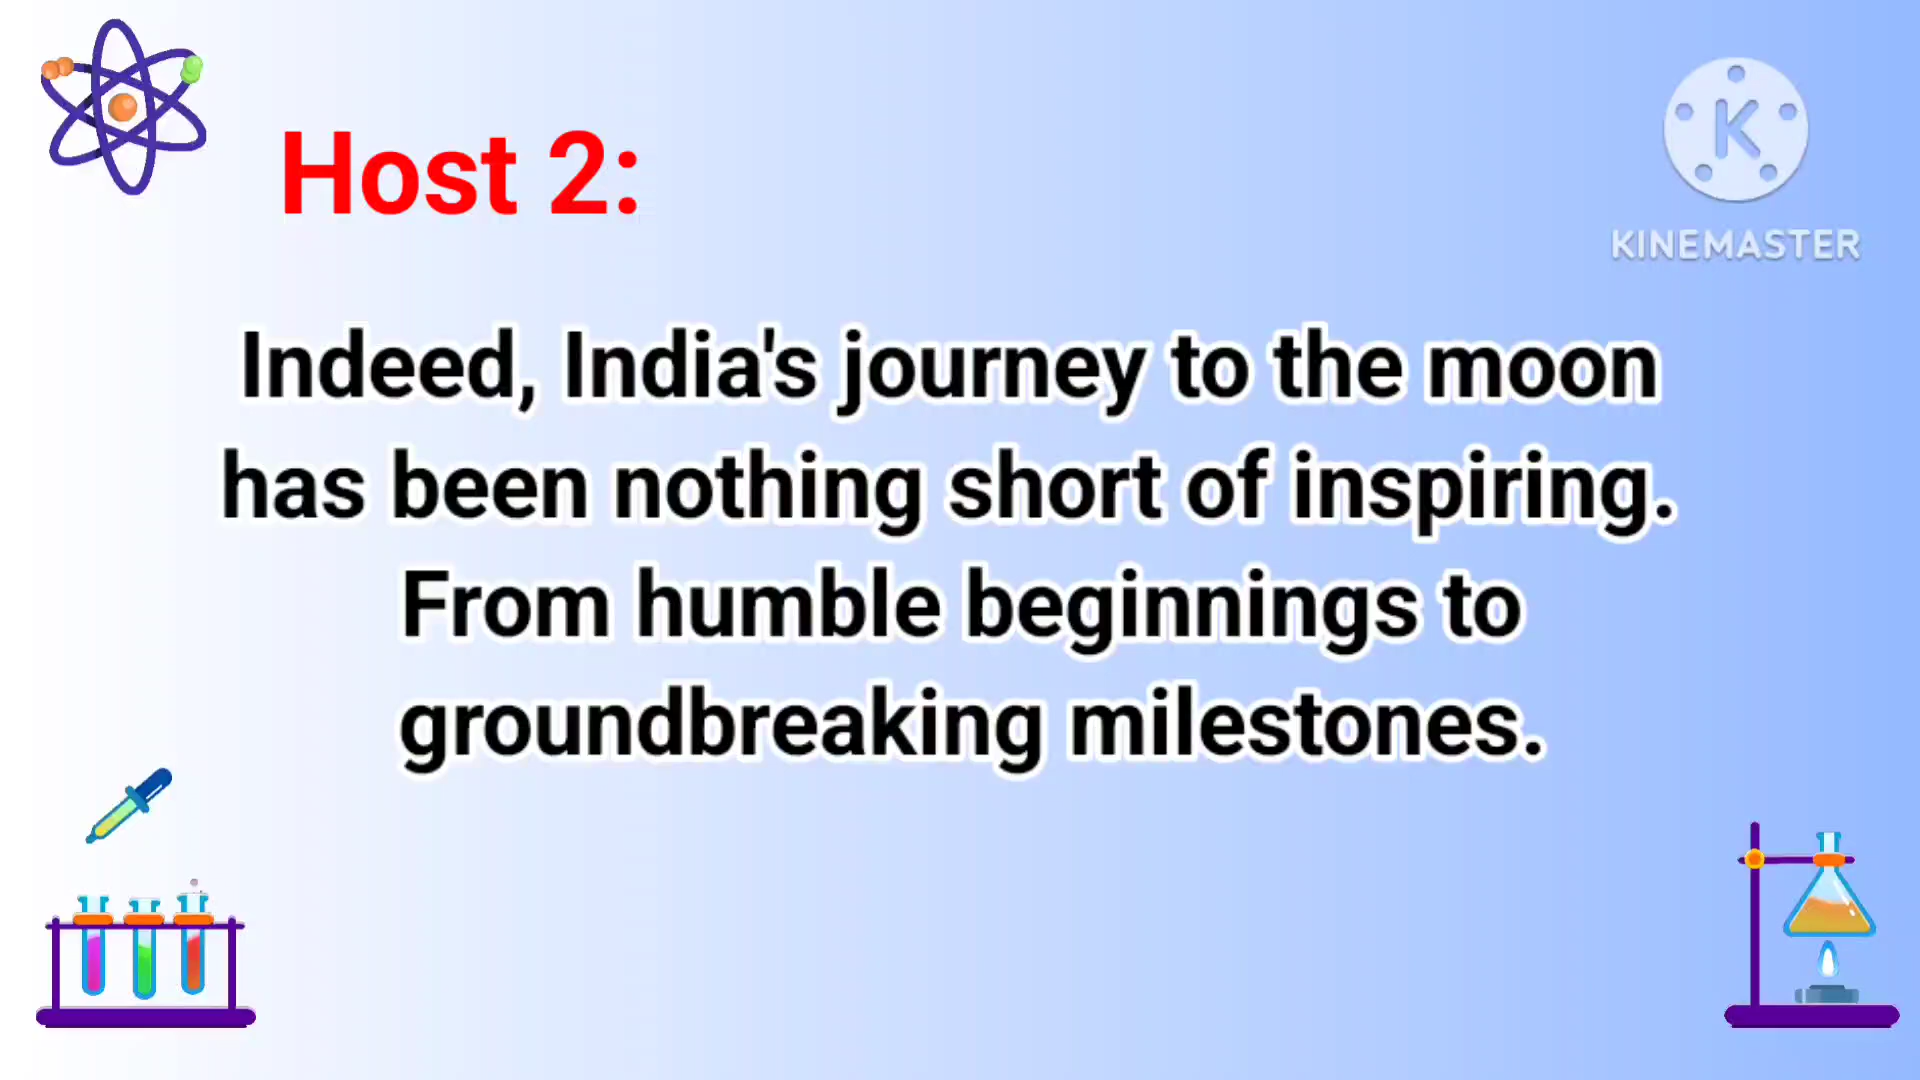 Host 2:
K
KINEMASTER
Indeed, India's journey to the moon
has been nothing short of inspiring.
From humble beginnings to
groundbreaking milestones.